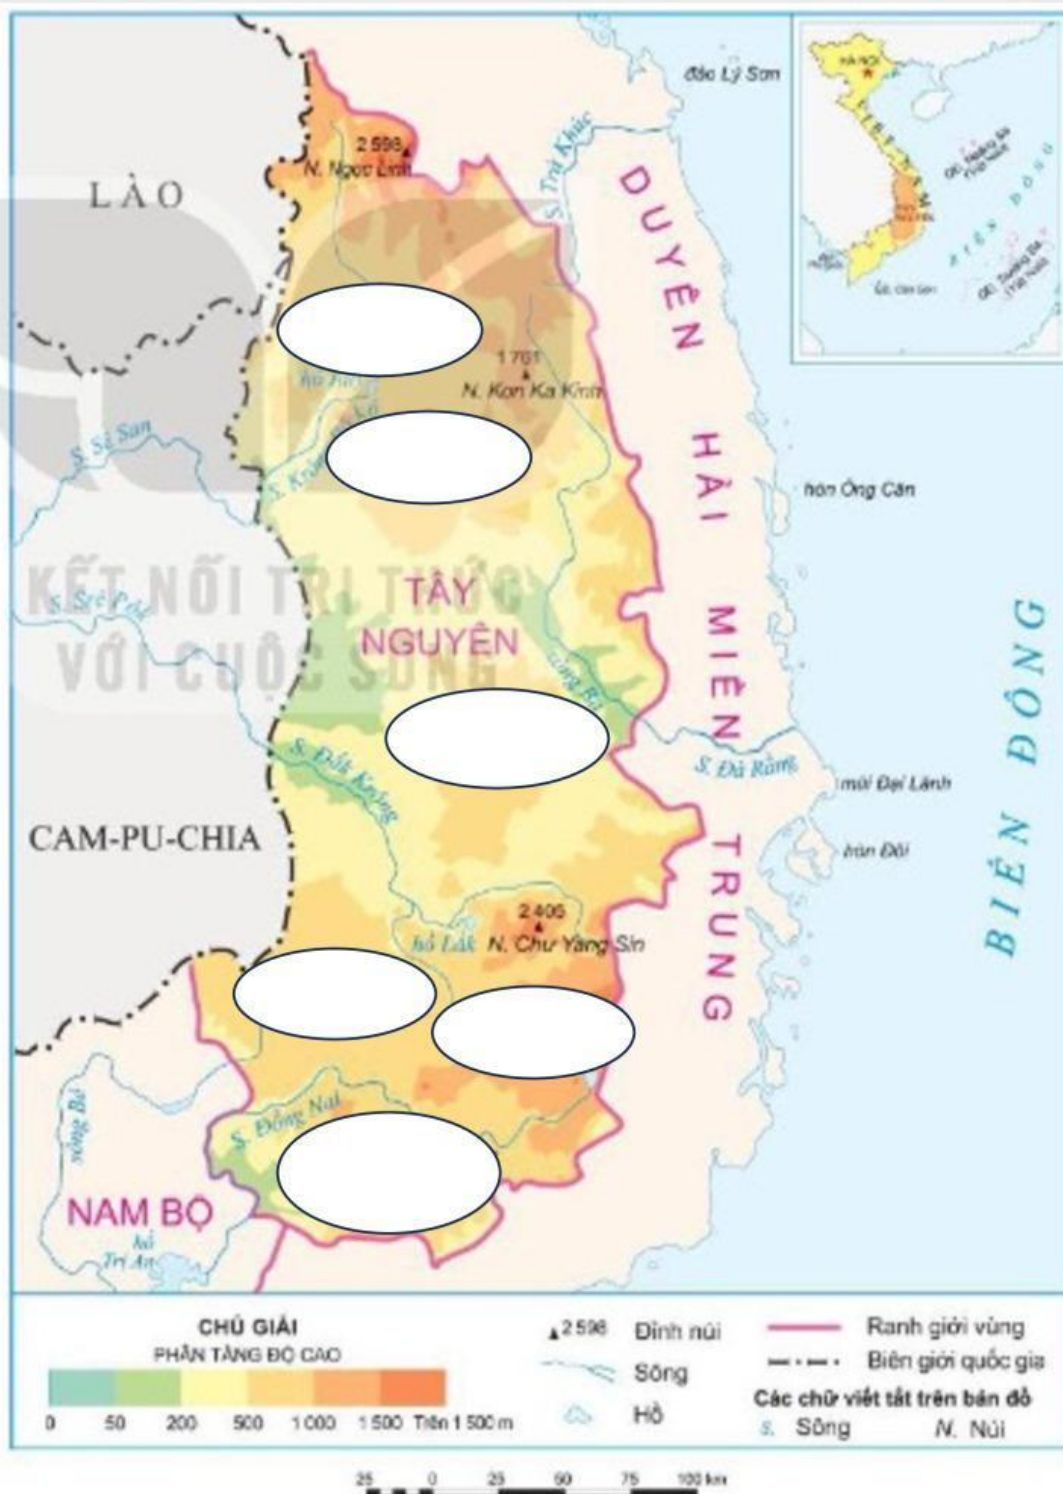 đảo Lý Sơn
HÀ NỘI
S. Trà Khúc
2 598
N. Ngọc Linh
LÀO
DUYÊN HẢI MIỀN TRUNG
1 761
N. Kon Ka Kinh
S. Sê San
hòn Ông Căn
KẾT NỐI TRI THỨC
VỚI CUỘC SỐNG
TÂY
NGUYÊN
sông Ba
S. Đà Rằng
S. Đắk Krông
mũi Đại Lãnh
BIỂN ĐÔNG
CAM-PU-CHIA
hòn Đôi
2 405
hồ Lắk
N. Chư Yang Sin
sông Bé
S. Đồng Nai
NAM BỘ
hồ
Trị An
CHÚ GIẢI
PHÂN TẦNG ĐỘ CAO
0 50 200 500 1 000 1 500 Trên 1 500 m
2 598 Đỉnh núi
Sông
Hồ
Ranh giới vùng
Biên giới quốc gia
Các chữ viết tắt trên bản đồ
S. Sông N. Núi
25 0 25 50 75 100 km